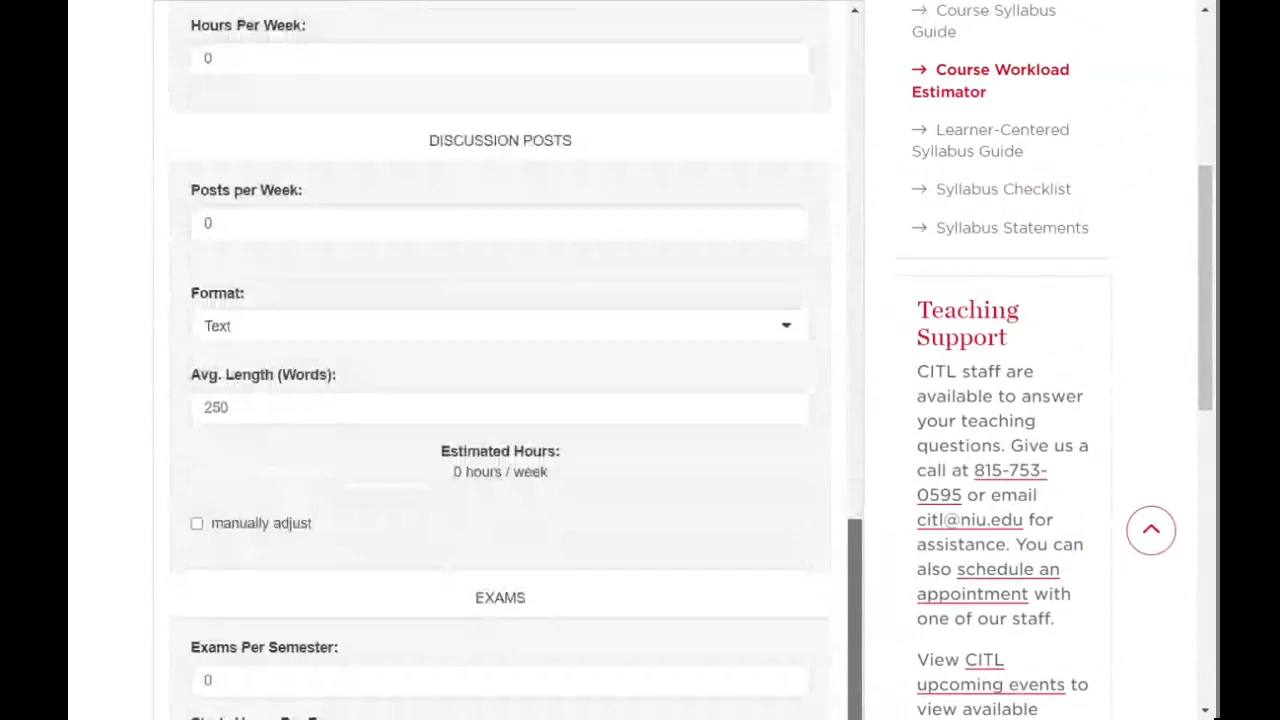 Hours Per Week:
0
DISCUSSION POSTS
Posts per Week:
0
Format:
Text
Avg. Length (Words):
250
Estimated Hours:
0 hours / week
manually adjust
EXAMS
Exams Per Semester:
0
→ Course Syllabus
Guide
→ Course Workload
Estimator
→ Learner-Centered
Syllabus Guide
→ Syllabus Checklist
→ Syllabus Statements
Teaching
Support
CITL staff are
available to answer
your teaching
questions. Give us a
call at 815-753-
0595 or email
citl@niu.edu for
assistance. You can
also schedule an
appointment with
one of our staff.
View CITL
upcoming events to
view available